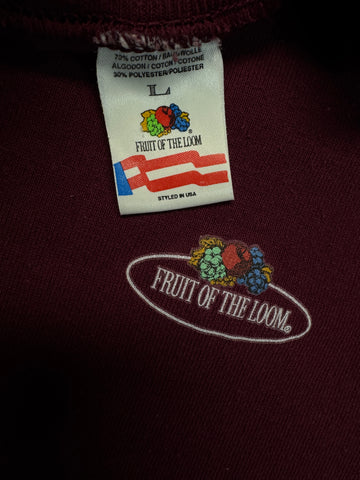 70% COTTON / BAUMWOLLE
ALGODON / COTON / COTONE
30% POLYESTER/POLIESTER
L
FRUIT OF THE LOOM
STYLED IN USA
FRUIT OF THE LOOM®